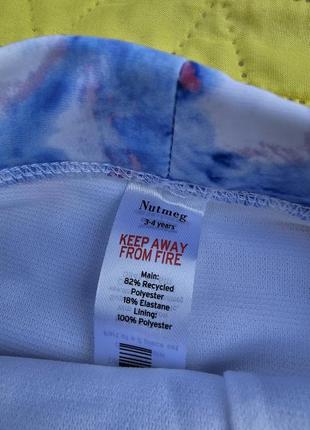 Nutmeg
3-4 years
KEEP AWAY
FROM FIRE
Main:
82% Recycled
Polyester
18% Elastane
Lining:
100% Polyester